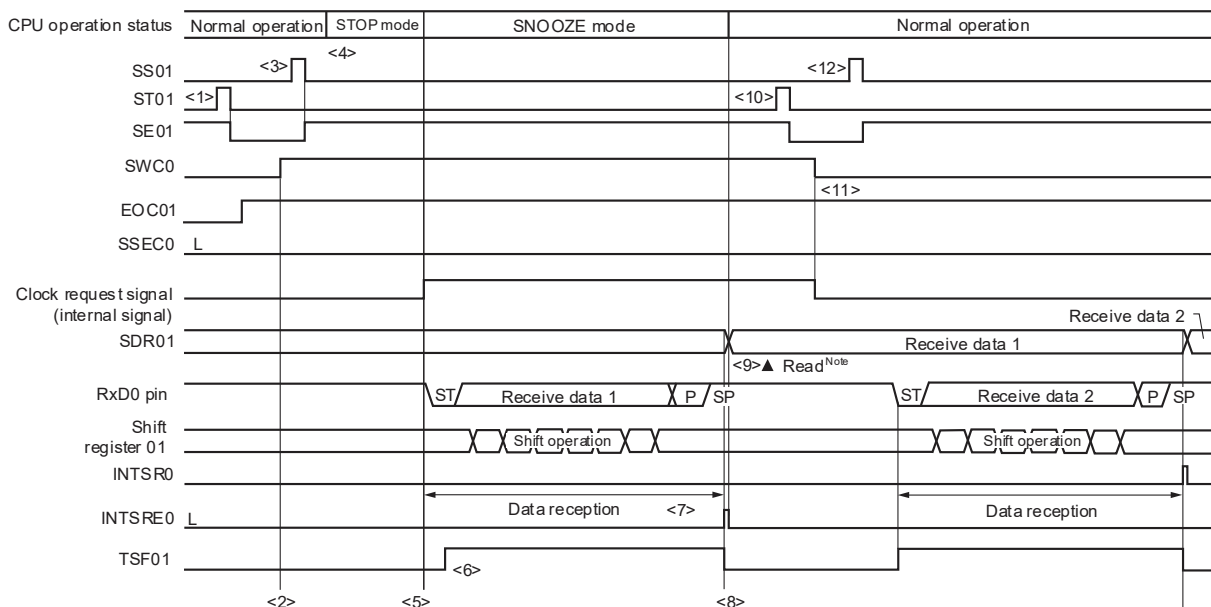 CPU operation status Normal operation STOP mode SNOOZE mode Normal operation
<4>
SS01 <3> <12>
ST01 <1> <10>
SE01
SWC0
<11>
EOC01
SSEC0 L
Clock request signal
(internal signal)
Receive data 2
SDR01 Receive data 1
<9>▲ Read Note
RxD0 pin ST Receive data 1 P SP ST Receive data 2 P SP
Shift
register 01 Shift operation Shift operation
INTSR0
Data reception <7> Data reception
INTSRE0 L
TSF01 <6>
<2> <5> <8>